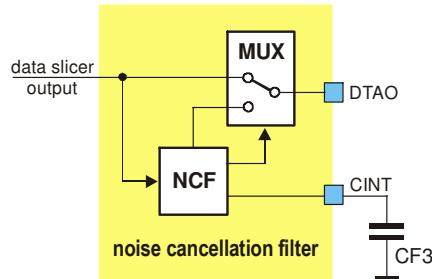 MUX
data slicer
output
DTAO
NCF
CINT
noise cancellation filter
CF3